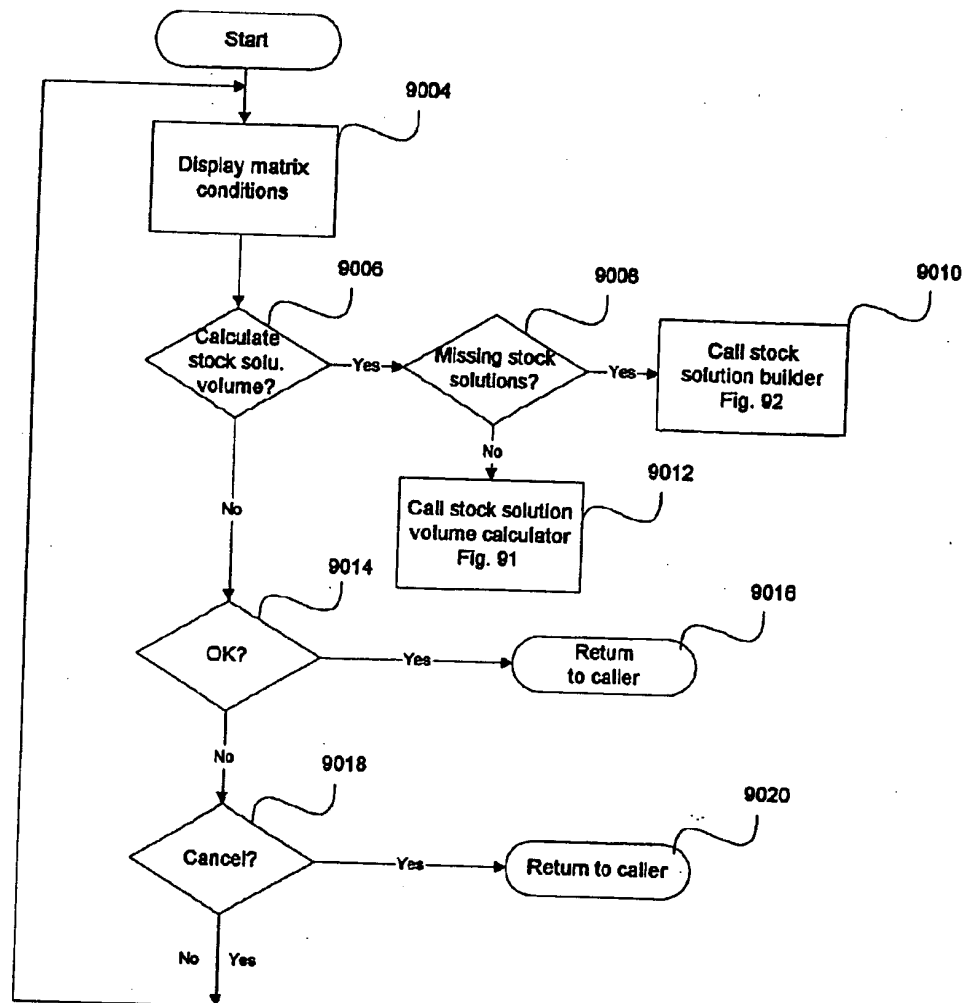 Start
9004
Display matrix
conditions
9006
9008
9010
Calculate
stock solu.
volume?
Yes
Missing stock
solutions?
Yes
Call stock
solution builder
Fig. 92
No
No
9012
Call stock solution
volume calculator
Fig. 91
9014
9016
OK?
Yes
Return
to caller
No
9018
9020
Cancel?
Yes
Return to caller
No
Yes